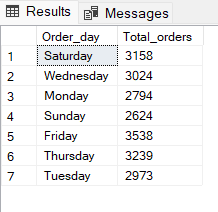 Results Messages
Order_day Total_orders
1 Saturday 3158
2 Wednesday 3024
3 Monday 2794
4 Sunday 2624
5 Friday 3538
6 Thursday 3239
7 Tuesday 2973